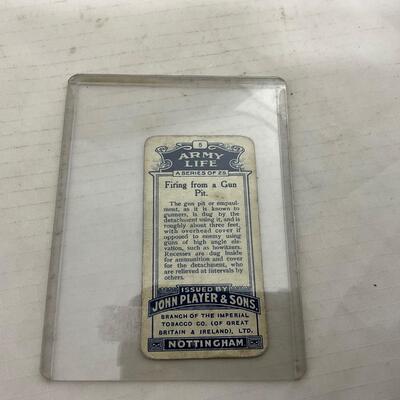 5
ARMY
LIFE
A SERIES OF 25
Firing from a Gun
Pit.
The gun pit or empaul-
ment, as it is known to
gunners, is dug by the
detachment using it, and is
roughly about three feet,
with overhead cover if
opposed to enemy using
guns of high angle ele-
vation, such as howitzers.
Recesses are dug inside
for ammunition and cover
for the detachment, who
are relieved at intervals by
others.
ISSUED BY
JOHN PLAYER & SONS
BRANCH OF THE IMPERIAL
TOBACCO CO. (OF GREAT
BRITAIN & IRELAND), LTD.
NOTTINGHAM